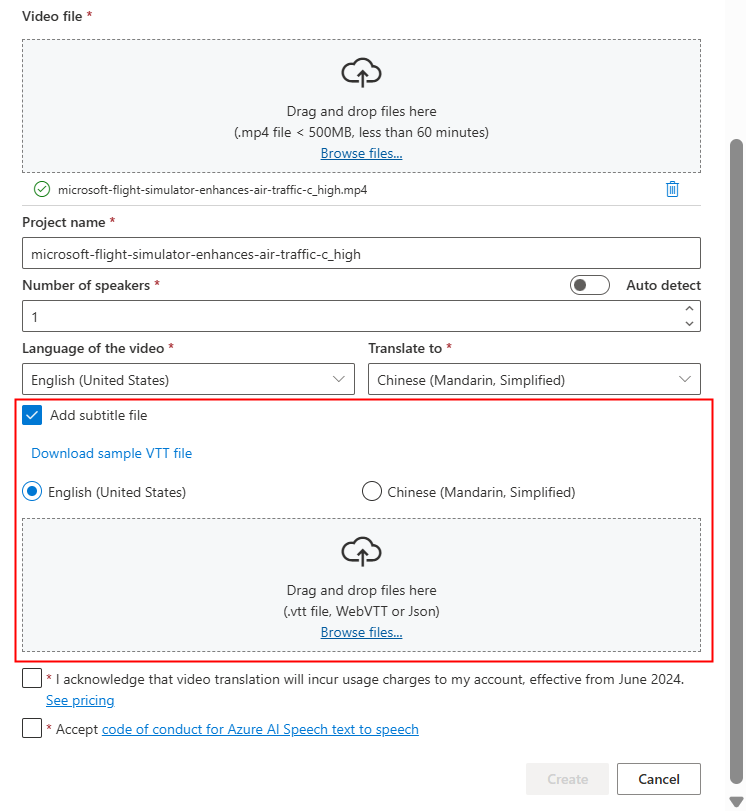 Video file *
Drag and drop files here
(.mp4 file < 500MB, less than 60 minutes)
Browse files...
microsoft-flight-simulator-enhances-air-traffic-c_high.mp4
Project name *
microsoft-flight-simulator-enhances-air-traffic-c_high
Number of speakers * Auto detect
1
Language of the video * Translate to *
English (United States) Chinese (Mandarin, Simplified)
Add subtitle file
Download sample VTT file
English (United States) Chinese (Mandarin, Simplified)
Drag and drop files here
(.vtt file, WebVTT or Json)
Browse files...
* I acknowledge that video translation will incur usage charges to my account, effective from June 2024.
See pricing
* Accept code of conduct for Azure AI Speech text to speech
Create Cancel